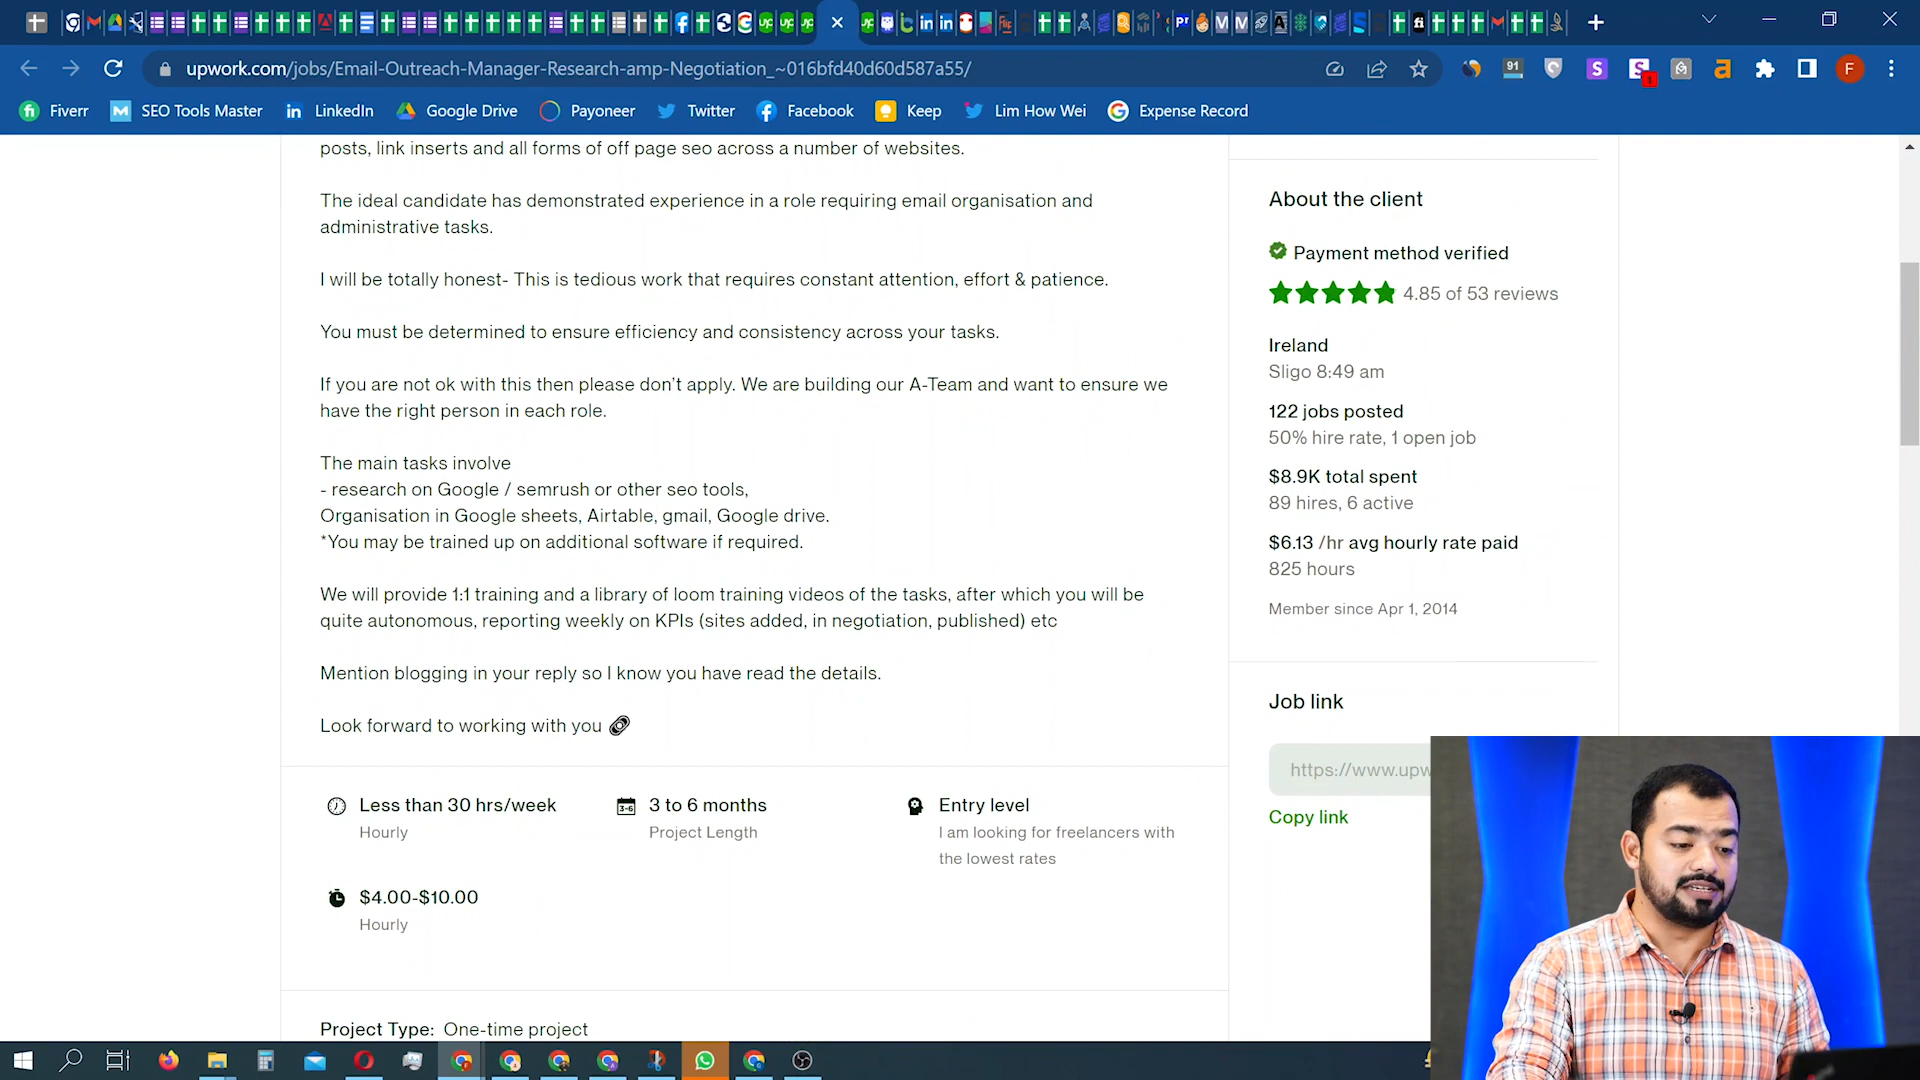 upwork.com/jobs/Email-Outreach-Manager-Research-amp-Negotiation_~016bfd40d60d587a55/
91
1
F
Fiverr
SEO Tools Master
LinkedIn
Google Drive
Payoneer
Twitter
Facebook
Keep
Lim How Wei
Expense Record
posts, link inserts and all forms of off page seo across a number of websites.
The ideal candidate has demonstrated experience in a role requiring email organisation and
administrative tasks.
I will be totally honest- This is tedious work that requires constant attention, effort & patience.
You must be determined to ensure efficiency and consistency across your tasks.
If you are not ok with this then please don't apply. We are building our A-Team and want to ensure we
have the right person in each role.
The main tasks involve
- research on Google / semrush or other seo tools,
Organisation in Google sheets, Airtable, gmail, Google drive.
*You may be trained up on additional software if required.
We will provide 1:1 training and a library of loom training videos of the tasks, after which you will be
quite autonomous, reporting weekly on KPIs (sites added, in negotiation, published) etc
Mention blogging in your reply so I know you have read the details.
Look forward to working with you
Less than 30 hrs/week
Hourly
3-6
3 to 6 months
Project Length
Entry level
I am looking for freelancers with
the lowest rates
$4.00-$10.00
Hourly
Project Type: One-time project
About the client
Payment method verified
4.85 of 53 reviews
Ireland
Sligo 8:49 am
122 jobs posted
50% hire rate, 1 open job
$8.9K total spent
89 hires, 6 active
$6.13 /hr avg hourly rate paid
825 hours
Member since Apr 1, 2014
Job link
https://www.upw
Copy link